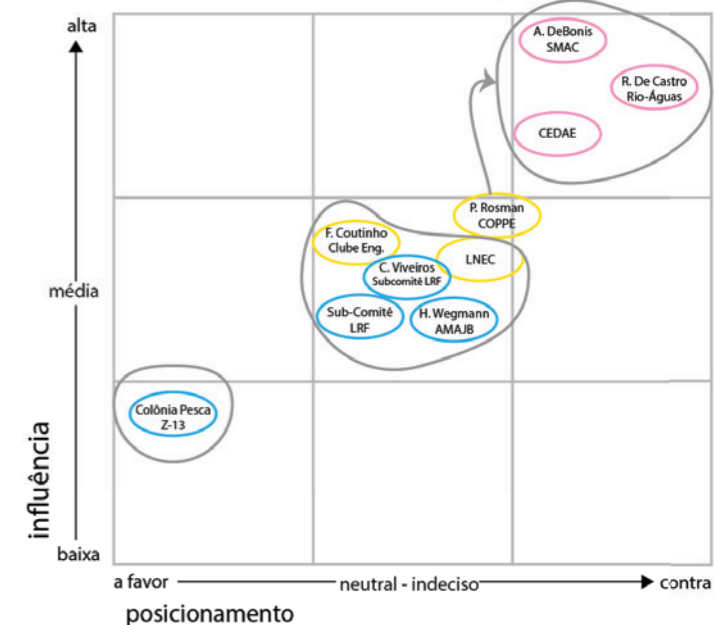 alta
A. DeBonis
SMAC
R. De Castro
Rio-Águas
CEDAE
P. Rosman
COPPE
F. Coutinho
Clube Eng.
LNEC
C. Viveiros
Subcomitê LRF
média
Sub-Comitê
LRF
H. Wegmann
AMAJB
Colônia Pesca
Z-13
influência
baixa
a favor
neutral - indeciso
contra
posicionamento